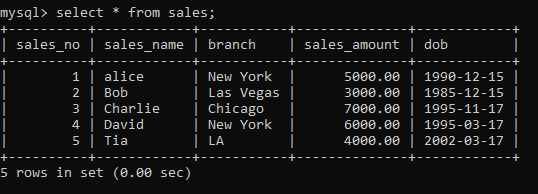 mysql> select * from sales;
+----------+------------+-----------+--------------+------------+
| sales_no | sales_name | branch    | sales_amount | dob        |
+----------+------------+-----------+--------------+------------+
|        1 | alice      | New York  |      5000.00 | 1990-12-15 |
|        2 | Bob        | Las Vegas |      3000.00 | 1985-12-15 |
|        3 | Charlie    | Chicago   |      7000.00 | 1995-11-17 |
|        4 | David      | New York  |      6000.00 | 1995-03-17 |
|        5 | Tia        | LA        |      4000.00 | 2002-03-17 |
+----------+------------+-----------+--------------+------------+
5 rows in set (0.00 sec)